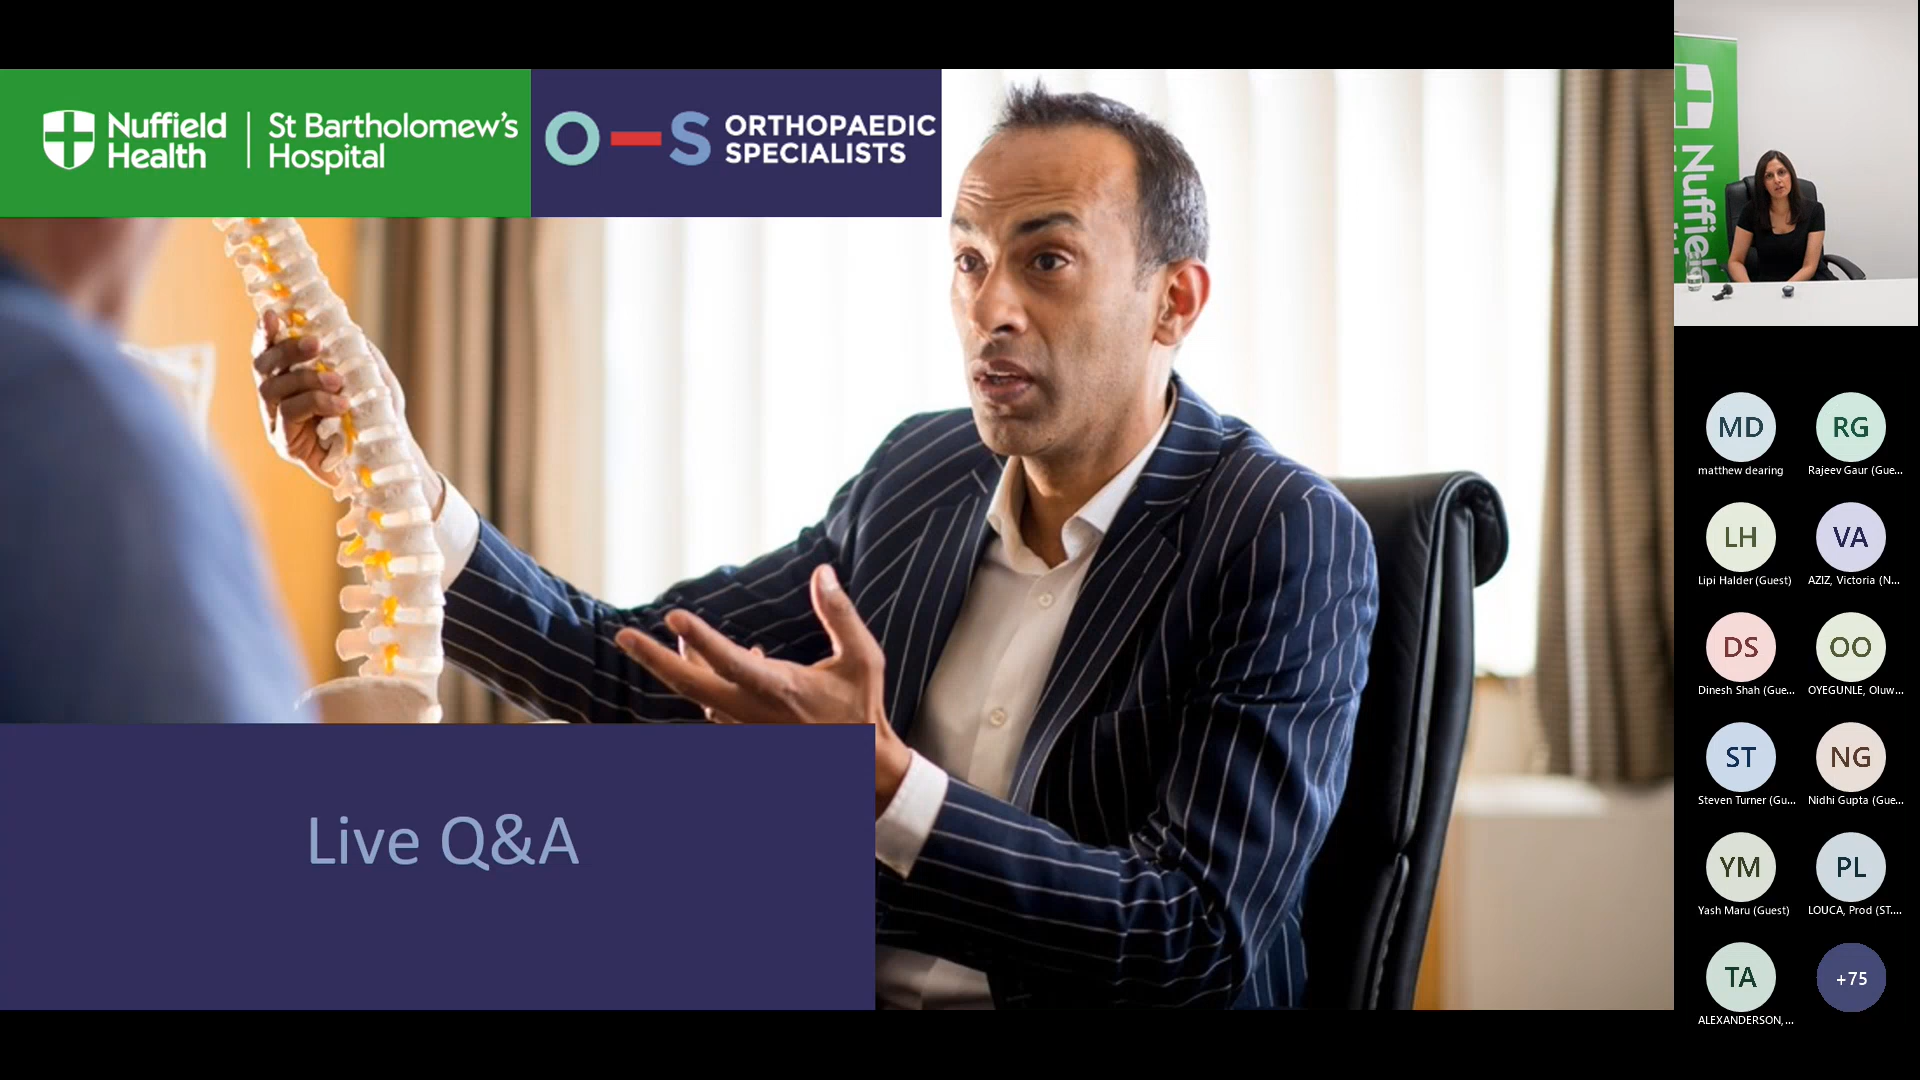 Nuffield
Health
St Bartholomew's
Hospital
O-S
ORTHOPAEDIC
SPECIALISTS
Live Q&A
Nuffield
MD
RG
matthew dearing
Rajeev Gaur (Gue...
LH
VA
Lipi Halder (Guest)
AZIZ, Victoria (N...
DS
OO
Dinesh Shah (Gue...
OYEGUNLE, Oluw...
ST
NG
Steven Turner (Gu...
Nidhi Gupta (Gue...
YM
PL
Yash Maru (Guest)
LOUCA, Prod (ST....
TA
+75
ALEXANDERSON,...